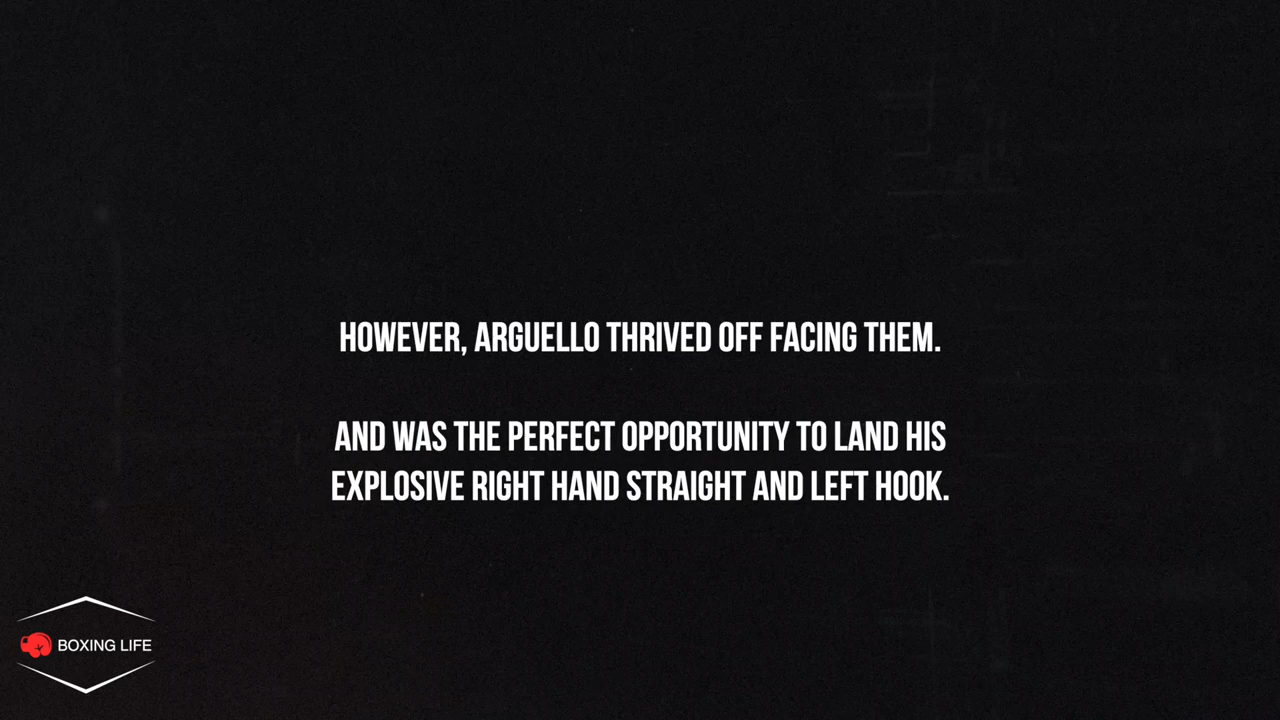 HOWEVER, ARGUELLO THRIVED OFF FACING THEM.
AND WAS THE PERFECT OPPORTUNITY TO LAND HIS
EXPLOSIVE RIGHT HAND STRAIGHT AND LEFT HOOK.
BOXING LIFE